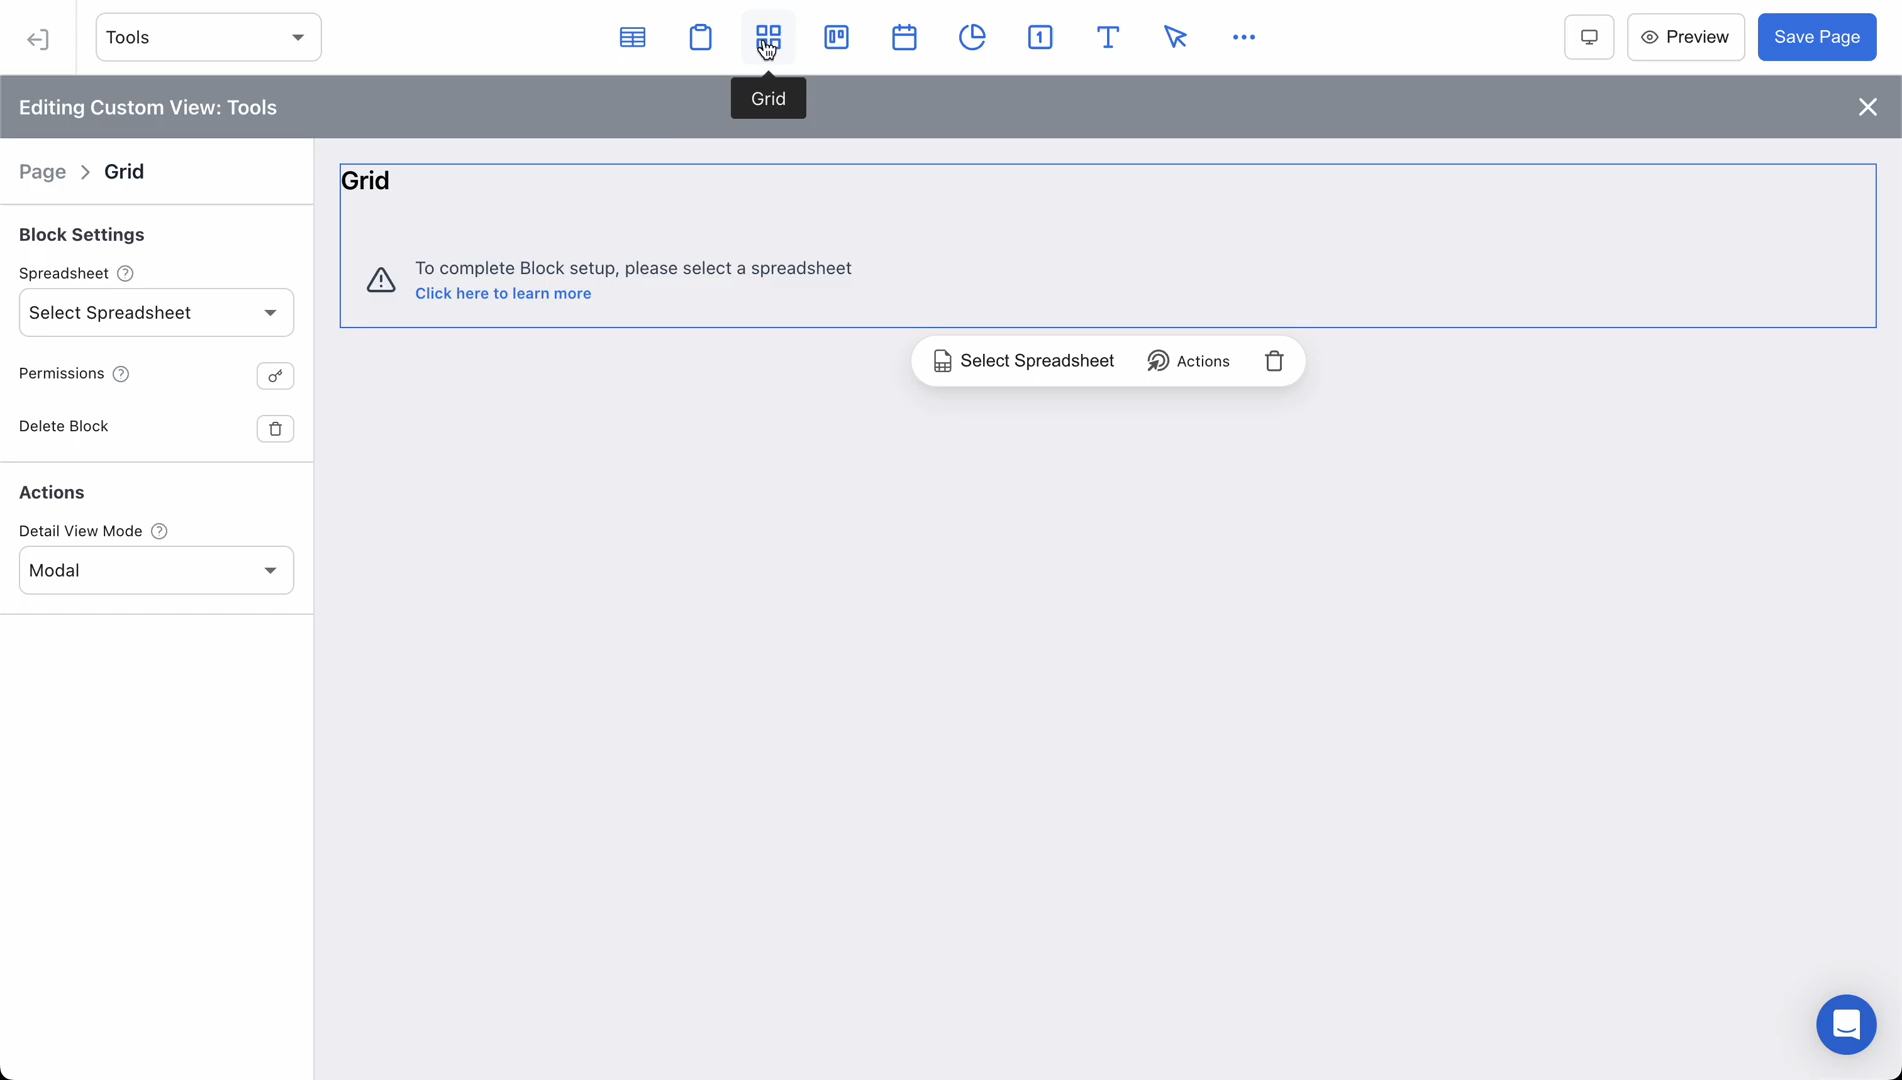 Tools
1
Preview
Save Page
Grid
Editing Custom View: Tools
Page > Grid
Block Settings
Spreadsheet ?
Select Spreadsheet
Permissions ?
Delete Block
Actions
Detail View Mode ?
Modal
Grid
To complete Block setup, please select a spreadsheet
Click here to learn more
Select Spreadsheet
Actions